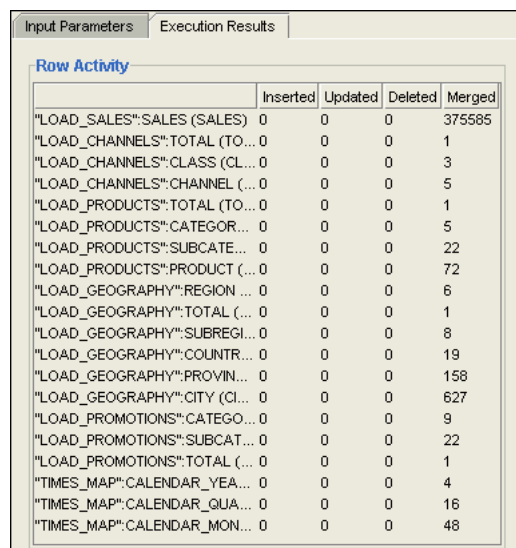 Input Parameters Execution Results
Row Activity
Inserted Updated Deleted Merged
"LOAD_SALES":SALES (SALES) 0 0 0 375585
"LOAD_CHANNELS":TOTAL (TO... 0 0 0 1
"LOAD_CHANNELS":CLASS (CL... 0 0 0 3
"LOAD_CHANNELS":CHANNEL (... 0 0 0 5
"LOAD_PRODUCTS":TOTAL (TO... 0 0 0 1
"LOAD_PRODUCTS":CATEGOR... 0 0 0 5
"LOAD_PRODUCTS":SUBCATE... 0 0 0 22
"LOAD_PRODUCTS":PRODUCT (... 0 0 0 72
"LOAD_GEOGRAPHY":REGION ... 0 0 0 6
"LOAD_GEOGRAPHY":TOTAL (... 0 0 0 1
"LOAD_GEOGRAPHY":SUBREGI... 0 0 0 8
"LOAD_GEOGRAPHY":COUNTR... 0 0 0 19
"LOAD_GEOGRAPHY":PROVIN... 0 0 0 158
"LOAD_GEOGRAPHY":CITY (CI... 0 0 0 627
"LOAD_PROMOTIONS":CATEGO... 0 0 0 9
"LOAD_PROMOTIONS":SUBCAT... 0 0 0 22
"LOAD_PROMOTIONS":TOTAL (... 0 0 0 1
"TIMES_MAP":CALENDAR_YEA... 0 0 0 4
"TIMES_MAP":CALENDAR_QUA... 0 0 0 16
"TIMES_MAP":CALENDAR_MON... 0 0 0 48